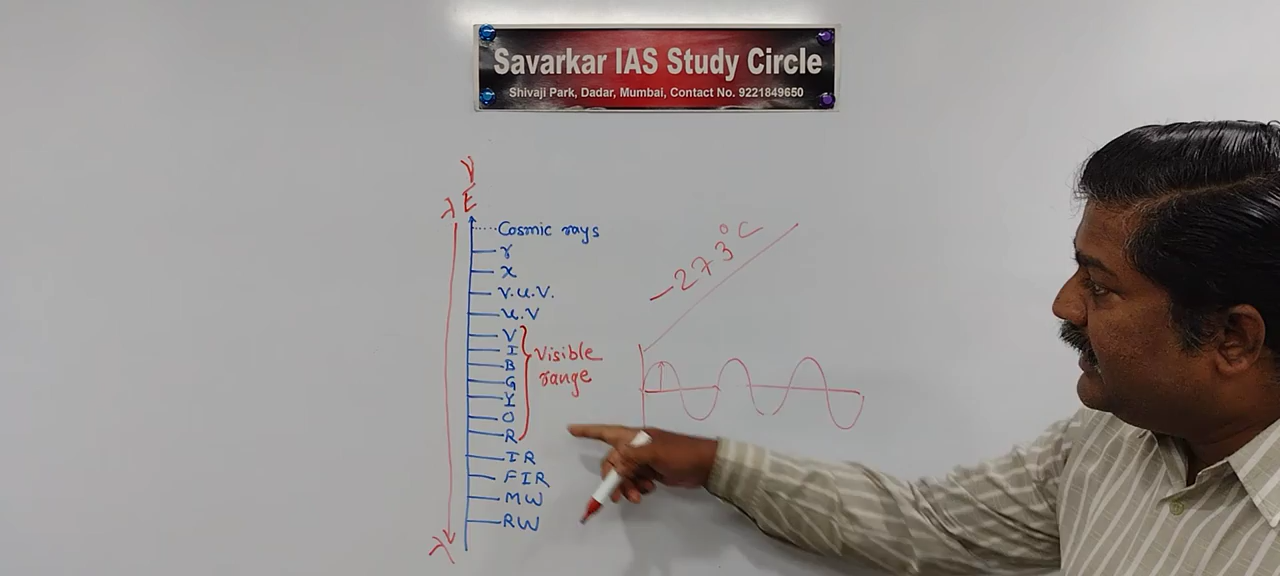 Savarkar IAS Study Circle
Shivaji Park, Dadar, Mumbai, Contact No. 9221849650
ν
λ E
Cosmic rays
γ
x
V.U.V.
U.V
V
I
B
G
Y
O
R
Visible
range
IR
FIR
MW
RW
λ
-273°C